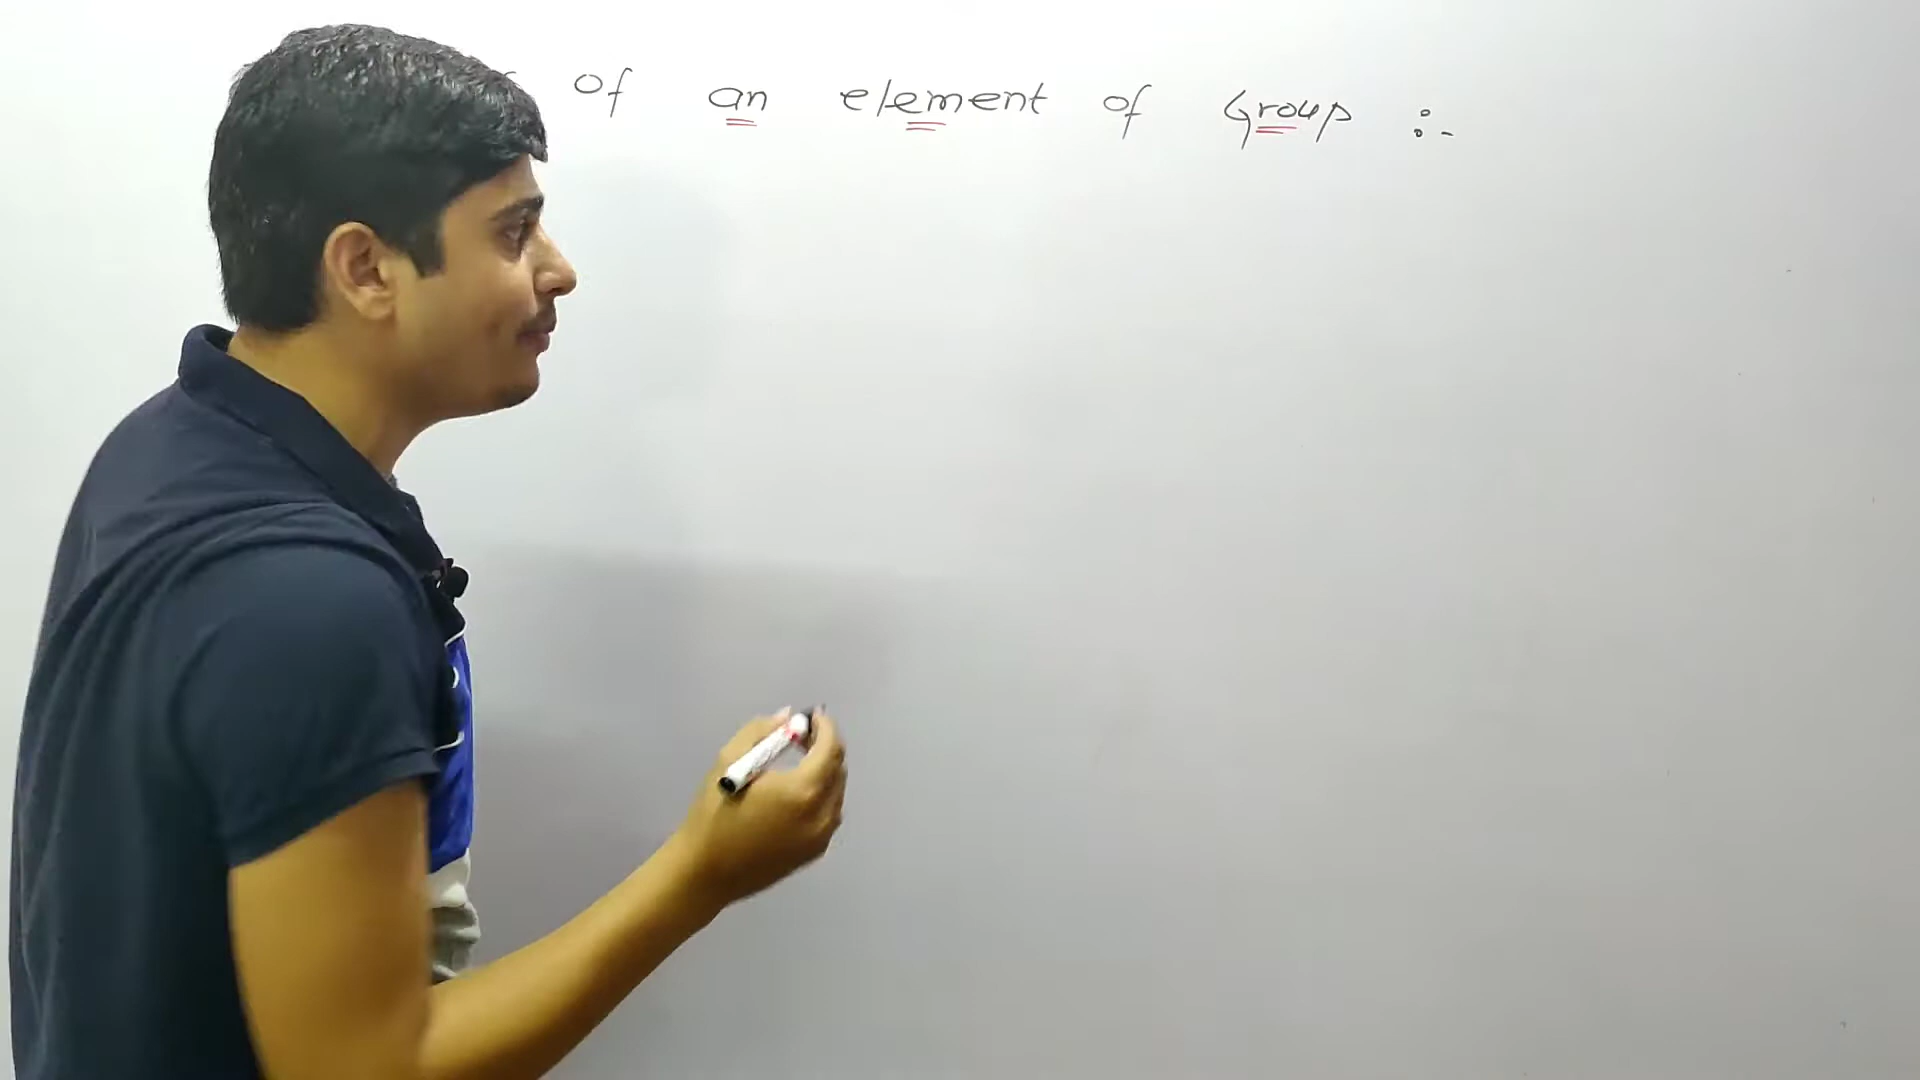 of an element of Group :-